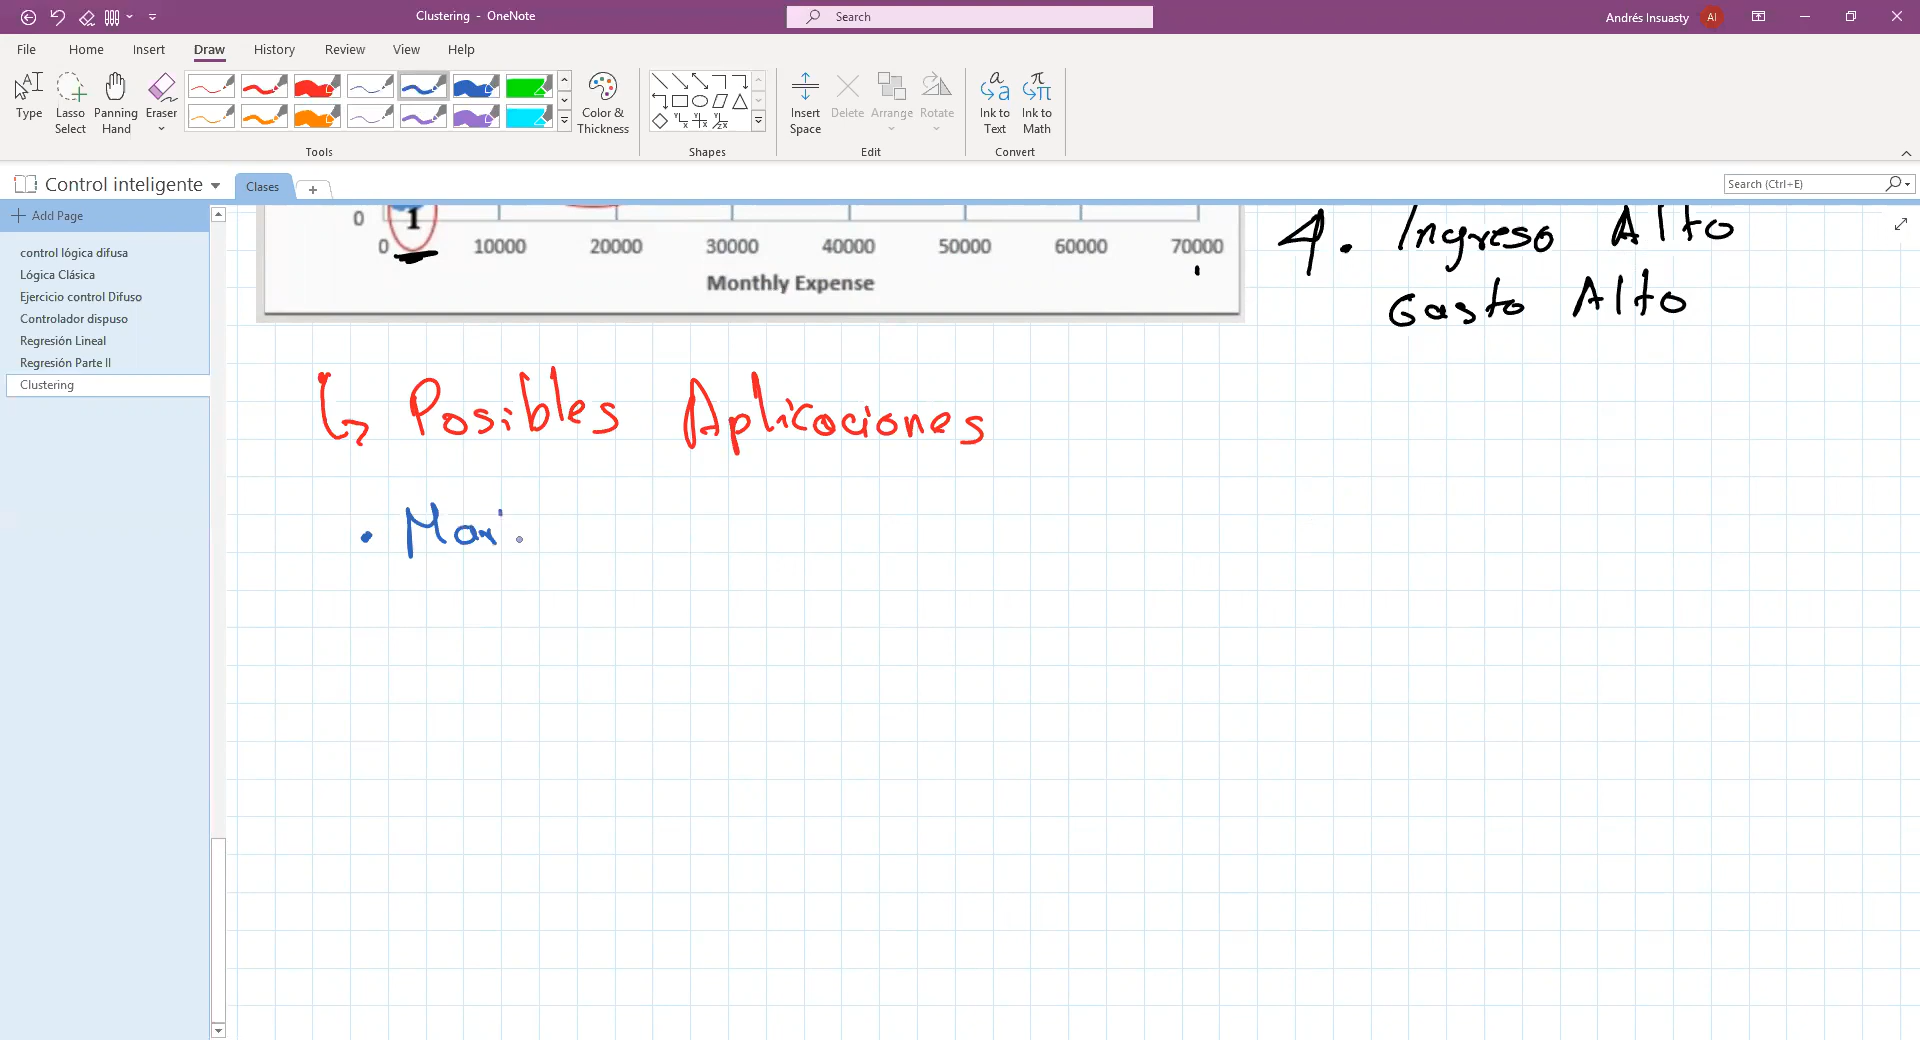 Clustering - OneNote
Search
Andrés Insuasty
AI
File Home Insert Draw History Review View Help
Type
Lasso Select
Panning Hand
Eraser
Color & Thickness
Insert Space
Delete
Arrange
Rotate
Ink to Text
Ink to Math
Tools
Shapes
Edit
Convert
Control inteligente
Clases
Search (Ctrl+E)
Add Page
control lógica difusa
Lógica Clásica
Ejercicio control Difuso
Controlador dispuso
Regresión Lineal
Regresión Parte II
Clustering
0
1
0 10000 20000 30000 40000 50000 60000 70000
Monthly Expense
4. Ingreso Alto
Gasto Alto
Posibles Aplicaciones